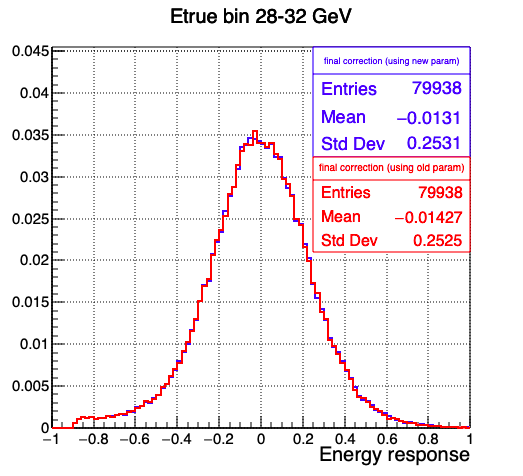 Etrue bin 28-32 GeV
0.045
0.04
0.035
0.03
0.025
0.02
0.015
0.01
0.005
0
final correction (using new param)
Entries 79938
Mean −0.0131
Std Dev 0.2531
final correction (using old param)
Entries 79938
Mean −0.01427
Std Dev 0.2525
−1 −0.8 −0.6 −0.4 −0.2 0 0.2 0.4 0.6 0.8 1
Energy response